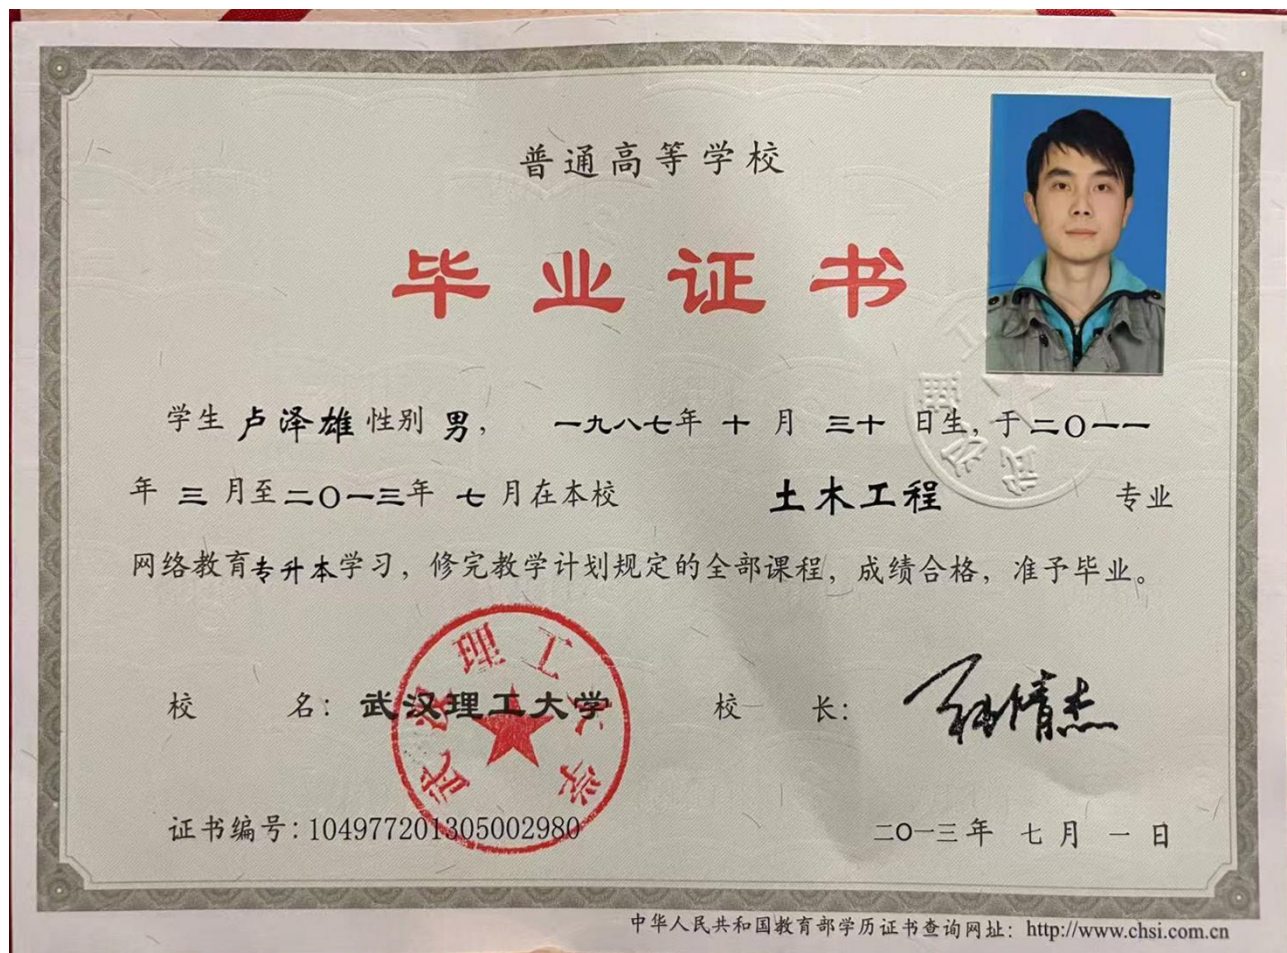 普通高等学校
毕业证书
学生 卢泽雄 性别 男， 一九八七年 十 月 三十 日生，于二〇一一
年 三 月至二〇一三年 七 月在本校 土木工程 专业
网络教育专升本学习，修完教学计划规定的全部课程，成绩合格，准予毕业。
校 名：武汉理工大学 校 长：
武汉理工大学
证书编号：104977201305002980 二〇一三年 七 月 一 日
中华人民共和国教育部学历证书查询网址：http://www.chsi.com.cn